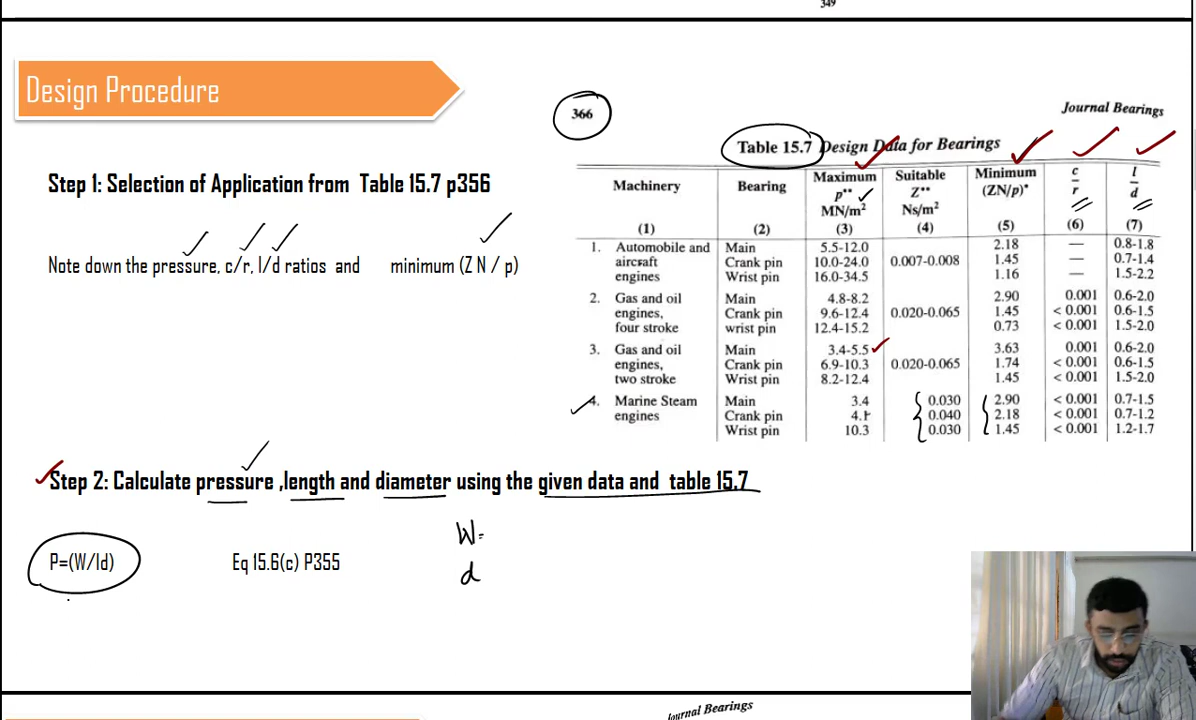 349
Design Procedure
Step 1: Selection of Application from Table 15.7 p356
Note down the pressure, c/r, l/d ratios and minimum (Z N / p)
366
Journal Bearings
Table 15.7 Design Data for Bearings
Machinery Bearing Maximum p** MN/m² Suitable Z** Ns/m² Minimum (ZN/p)* c/r l/d
(1) (2) (3) (4) (5) (6) (7)
1. Automobile and Main 5.5-12.0 2.18 — 0.8-1.8
aircraft Crank pin 10.0-24.0 0.007-0.008 1.45 — 0.7-1.4
engines Wrist pin 16.0-34.5 1.16 — 1.5-2.2
2. Gas and oil Main 4.8-8.2 2.90 0.001 0.6-2.0
engines, Crank pin 9.6-12.4 0.020-0.065 1.45 < 0.001 0.6-1.5
four stroke wrist pin 12.4-15.2 0.73 < 0.001 1.5-2.0
3. Gas and oil Main 3.4-5.5 3.63 0.001 0.6-2.0
engines, Crank pin 6.9-10.3 0.020-0.065 1.74 < 0.001 0.6-1.5
two stroke Wrist pin 8.2-12.4 1.45 < 0.001 1.5-2.0
4. Marine Steam Main 3.4 0.030 2.90 < 0.001 0.7-1.5
engines Crank pin 4.1 0.040 2.18 < 0.001 0.7-1.2
Wrist pin 10.3 0.030 1.45 < 0.001 1.2-1.7
Step 2: Calculate pressure ,length and diameter using the given data and table 15.7
P=(W/ld) Eq 15.6(c) P355
W=
d
Journal Bearings